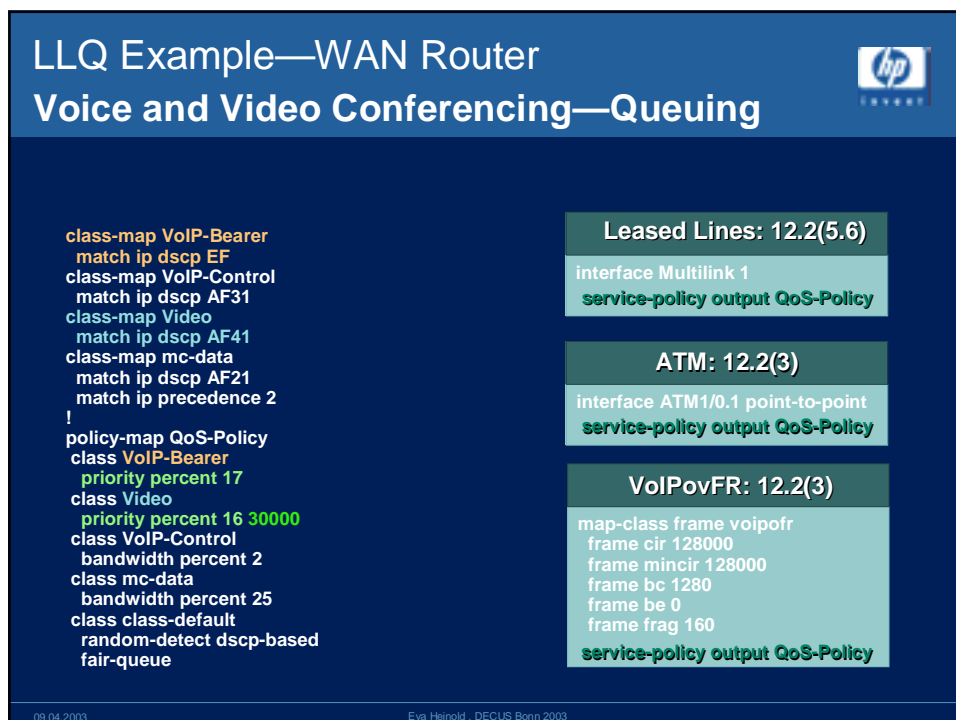 LLQ Example—WAN Router
Voice and Video Conferencing—Queuing
hp
invent
class-map VoIP-Bearer
match ip dscp EF
class-map VoIP-Control
match ip dscp AF31
class-map Video
match ip dscp AF41
class-map mc-data
match ip dscp AF21
match ip precedence 2
!
policy-map QoS-Policy
class VoIP-Bearer
priority percent 17
class Video
priority percent 16 30000
class VoIP-Control
bandwidth percent 2
class mc-data
bandwidth percent 25
class class-default
random-detect dscp-based
fair-queue
Leased Lines: 12.2(5.6)
interface Multilink 1
service-policy output QoS-Policy
ATM: 12.2(3)
interface ATM1/0.1 point-to-point
service-policy output QoS-Policy
VoIPovFR: 12.2(3)
map-class frame voipofr
frame cir 128000
frame mincir 128000
frame bc 1280
frame be 0
frame frag 160
service-policy output QoS-Policy
09.04.2003
Eva Heinold , DECUS Bonn 2003